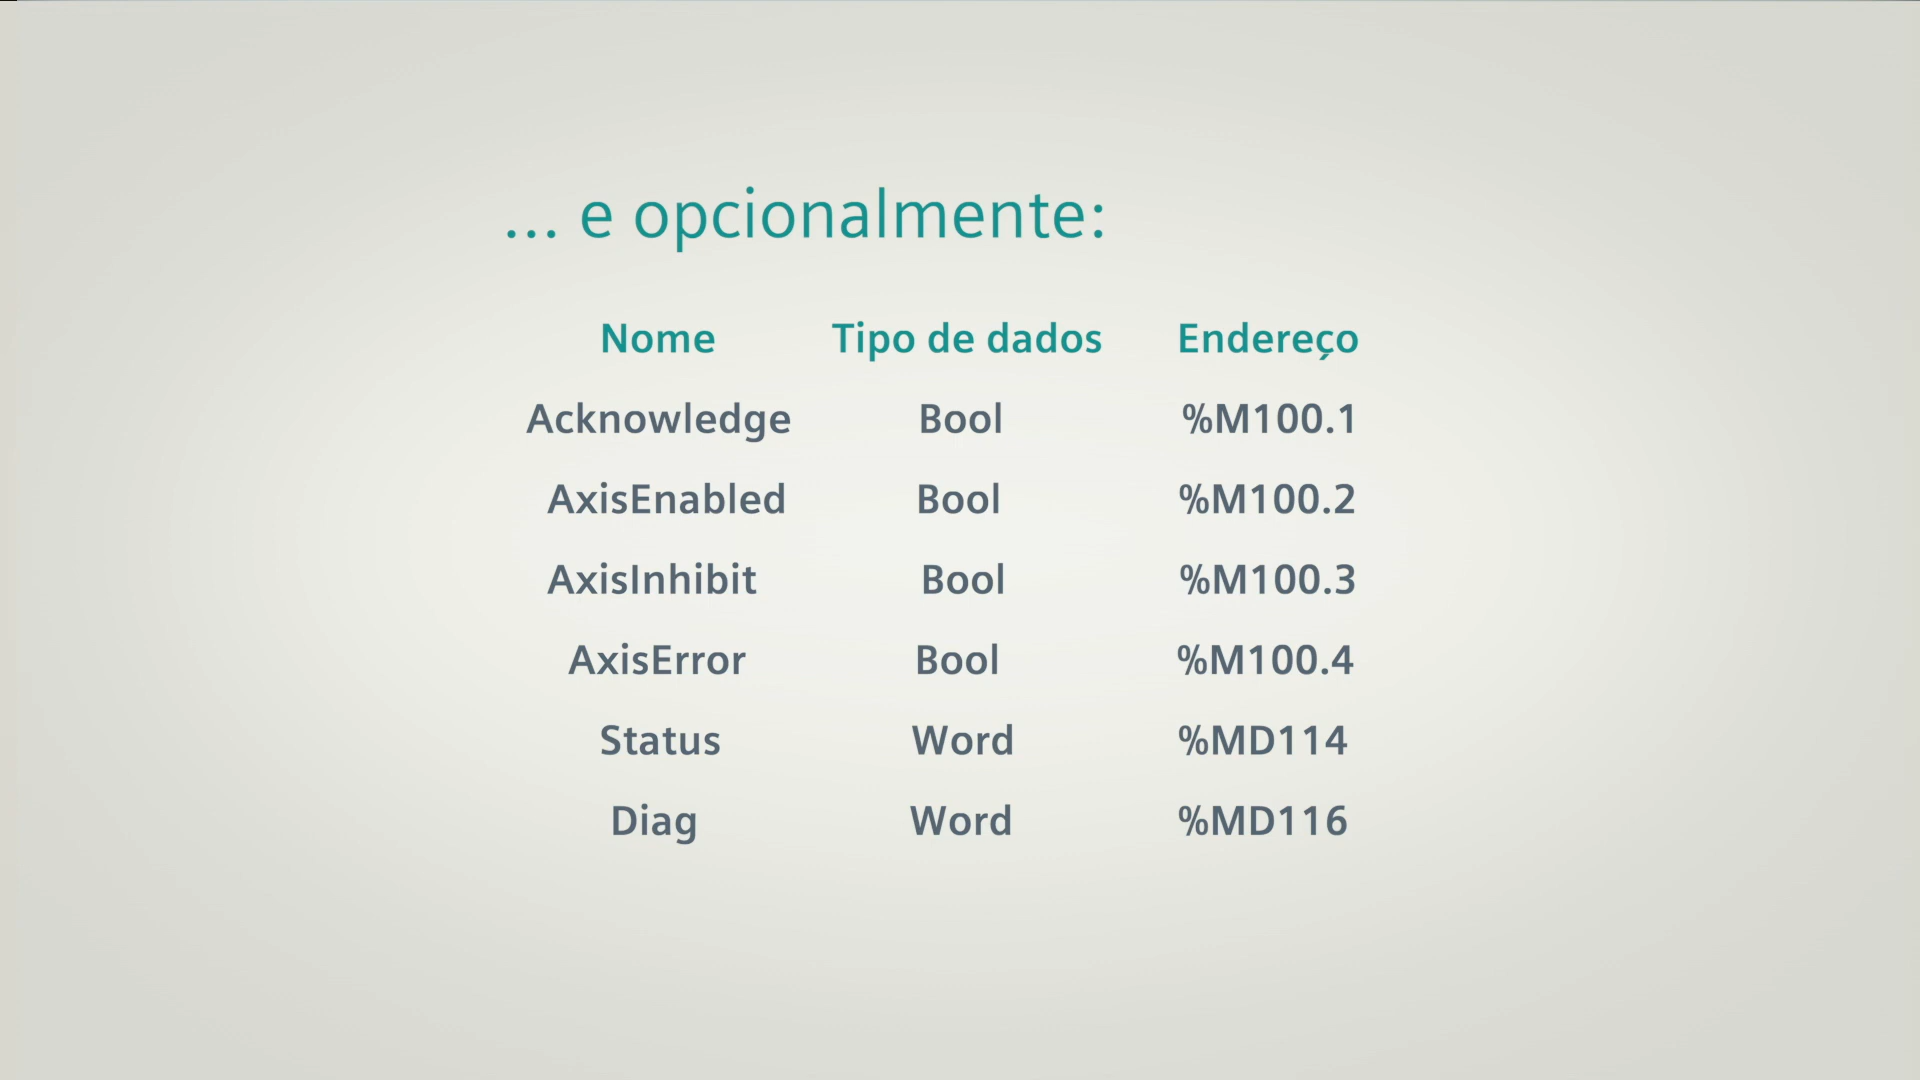 ... e opcionalmente:
Nome Tipo de dados Endereço
Acknowledge Bool %M100.1
AxisEnabled Bool %M100.2
AxisInhibit Bool %M100.3
AxisError Bool %M100.4
Status Word %MD114
Diag Word %MD116